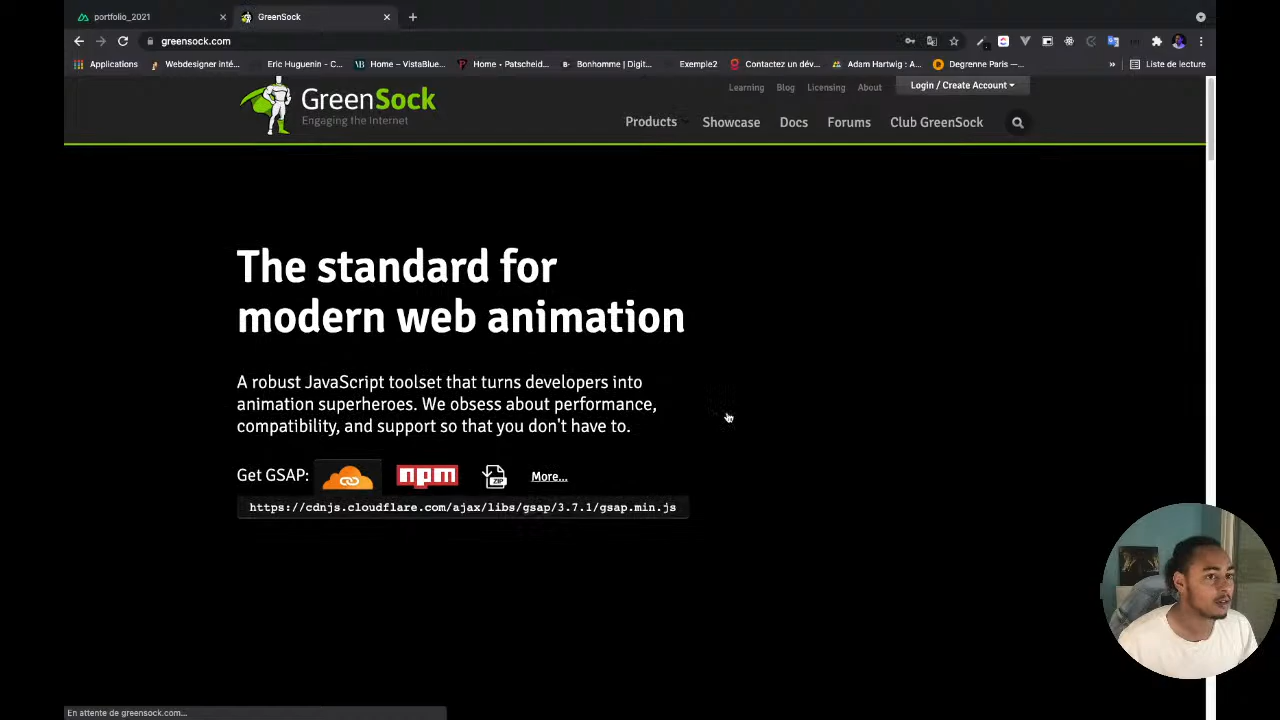 portfolio_2021
GreenSock
greensock.com
Applications
Webdesigner inté...
Eric Huguenin - C...
Home – VistaBlue...
Home • Patscheid...
Bonhomme | Digit...
Exemple2
Contactez un dév...
Adam Hartwig : A...
Degrenne Paris —...
»
Liste de lecture
GreenSock
Engaging the Internet
Learning
Blog
Licensing
About
Login / Create Account
Products
Showcase
Docs
Forums
Club GreenSock
The standard for
modern web animation
A robust JavaScript toolset that turns developers into
animation superheroes. We obsess about performance,
compatibility, and support so that you don't have to.
Get GSAP:
npm
ZIP
More...
https://cdnjs.cloudflare.com/ajax/libs/gsap/3.7.1/gsap.min.js
En attente de greensock.com...